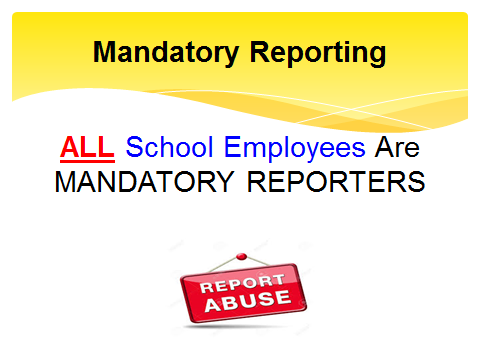 Mandatory Reporting
ALL School Employees Are
MANDATORY REPORTERS
REPORT
ABUSE